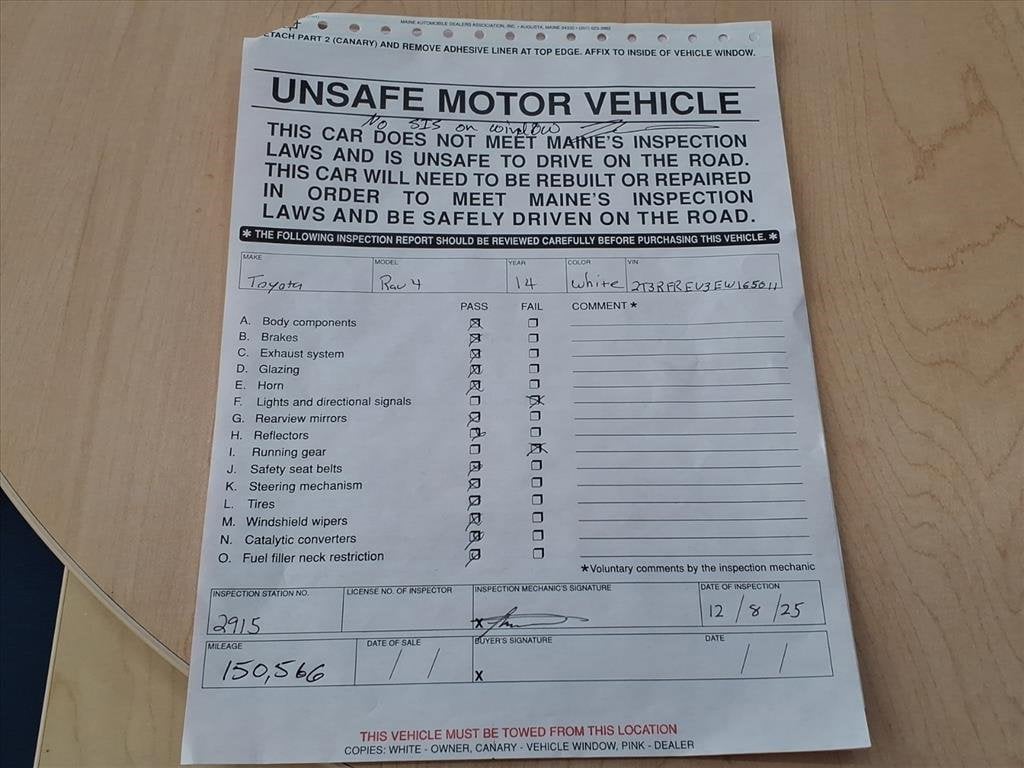 MAINE AUTOMOBILE DEALERS ASSOCIATION, INC. • AUGUSTA, MAINE
ETACH PART 2 (CANARY) AND REMOVE ADHESIVE LINER AT TOP EDGE. AFFIX TO INSIDE OF VEHICLE WINDOW.
UNSAFE MOTOR VEHICLE
No SIS on window
THIS CAR DOES NOT MEET MAINE'S INSPECTION
LAWS AND IS UNSAFE TO DRIVE ON THE ROAD.
THIS CAR WILL NEED TO BE REBUILT OR REPAIRED
IN ORDER TO MEET MAINE'S INSPECTION
LAWS AND BE SAFELY DRIVEN ON THE ROAD.
* THE FOLLOWING INSPECTION REPORT SHOULD BE REVIEWED CAREFULLY BEFORE PURCHASING THIS VEHICLE. *
MAKE MODEL YEAR COLOR VIN
Toyota Rav 4 14 white 2T3RFREV3EW165011
PASS FAIL COMMENT *
A. Body components
B. Brakes
C. Exhaust system
D. Glazing
E. Horn
F. Lights and directional signals
G. Rearview mirrors
H. Reflectors
I. Running gear
J. Safety seat belts
K. Steering mechanism
L. Tires
M. Windshield wipers
N. Catalytic converters
O. Fuel filler neck restriction
*Voluntary comments by the inspection mechanic
INSPECTION STATION NO. LICENSE NO. OF INSPECTOR INSPECTION MECHANIC'S SIGNATURE DATE OF INSPECTION
2915 X 12 / 8 / 25
MILEAGE DATE OF SALE BUYER'S SIGNATURE DATE
150,566 / / X / /
THIS VEHICLE MUST BE TOWED FROM THIS LOCATION
COPIES: WHITE - OWNER, CANARY - VEHICLE WINDOW, PINK - DEALER